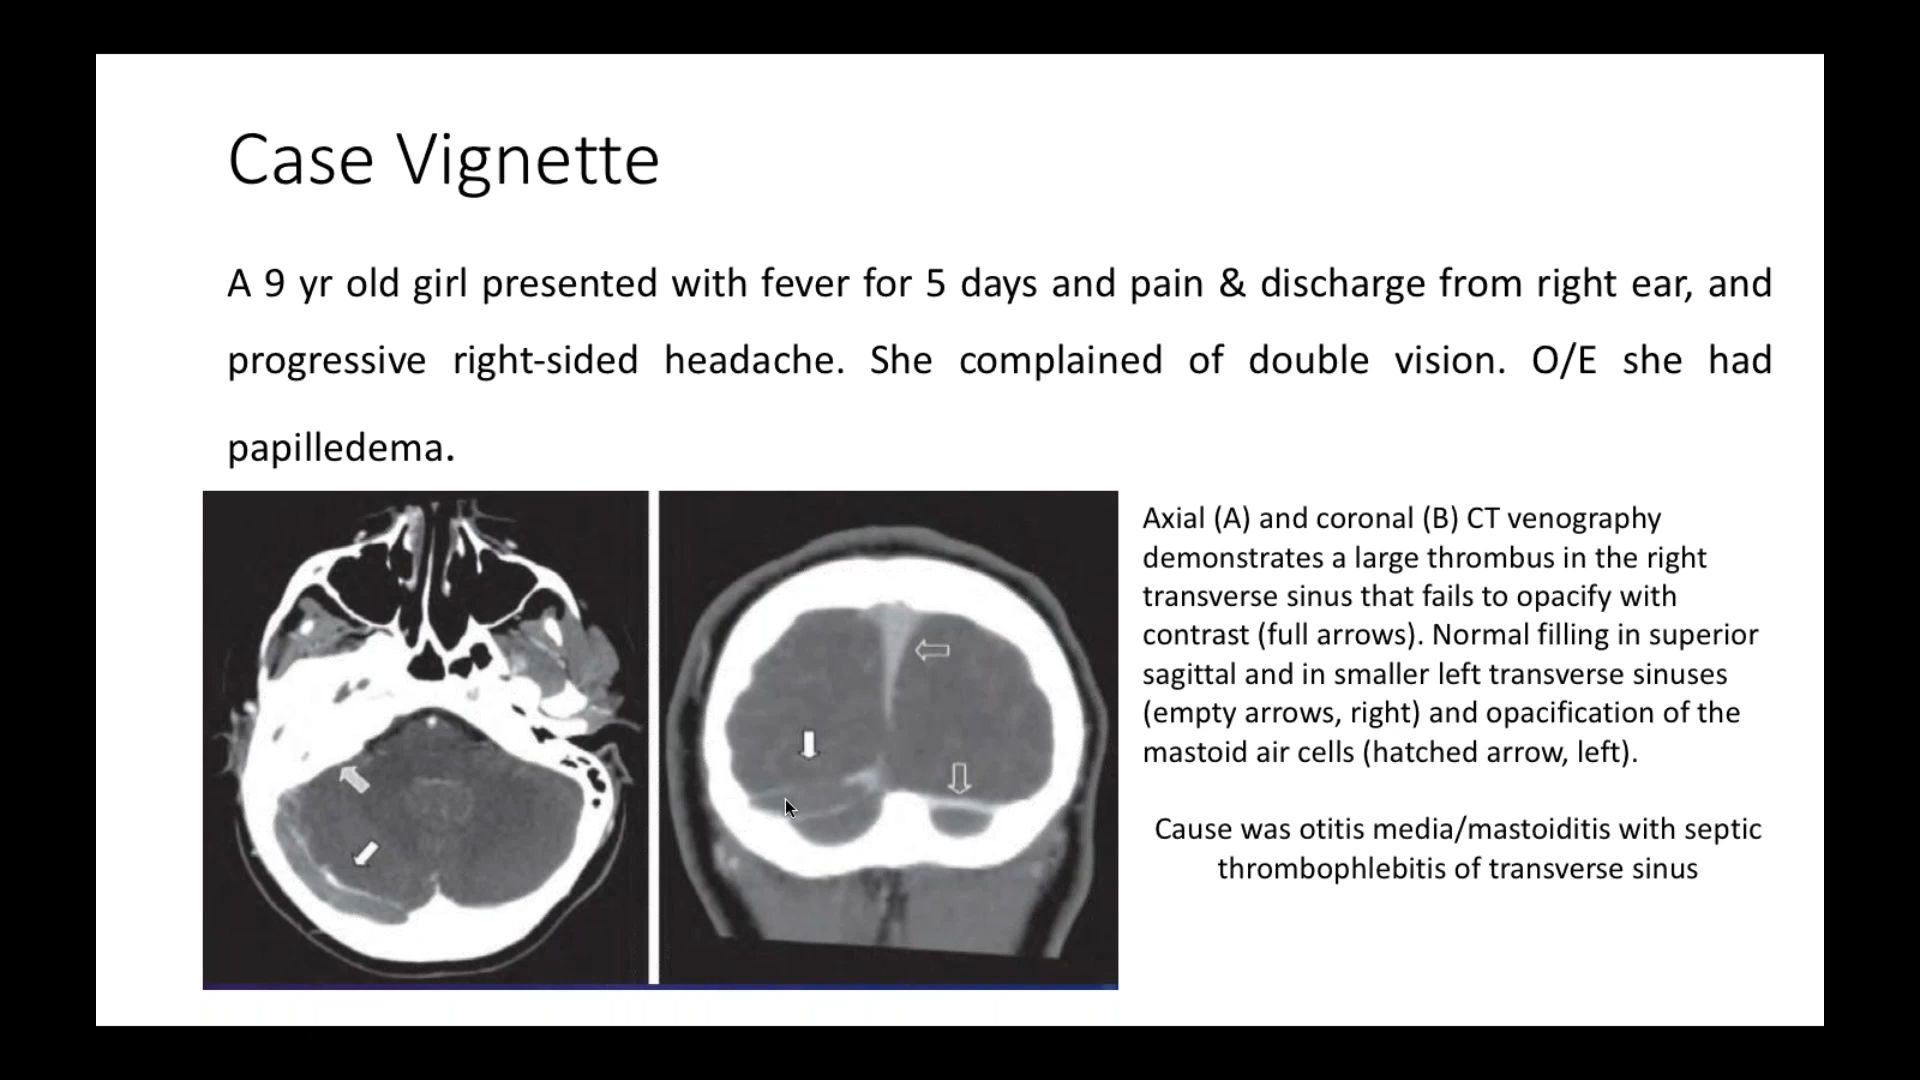 Case Vignette
A 9 yr old girl presented with fever for 5 days and pain & discharge from right ear, and
progressive right-sided headache. She complained of double vision. O/E she had
papilledema.
Axial (A) and coronal (B) CT venography
demonstrates a large thrombus in the right
transverse sinus that fails to opacify with
contrast (full arrows). Normal filling in superior
sagittal and in smaller left transverse sinuses
(empty arrows, right) and opacification of the
mastoid air cells (hatched arrow, left).
Cause was otitis media/mastoiditis with septic
thrombophlebitis of transverse sinus